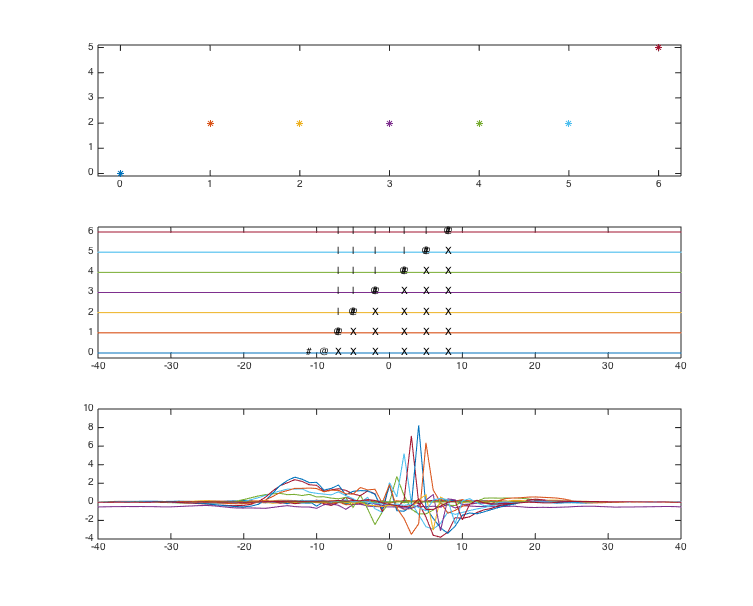 5
4
3
2
1
0
0 1 2 3 4 5 6
6 | | | | | | #
5 | | | | @ X
4 | | | @ X X
3 | | @ X X X
2 | # X X X X
1 # X X X X X
0 # @ X X X X X X
-40 -30 -20 -10 0 10 20 30 40
10
8
6
4
2
0
-2
-4
-40 -30 -20 -10 0 10 20 30 40